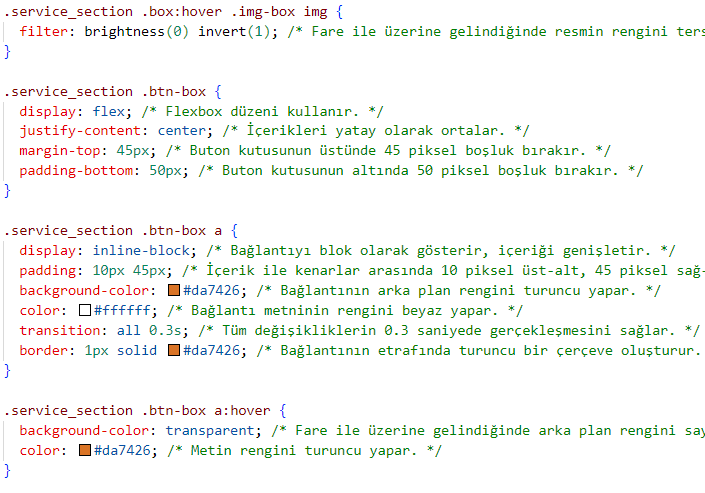 .service_section .box:hover .img-box img {
filter: brightness(0) invert(1); /* Fare ile üzerine gelindiğinde resmin rengini ters
}
.service_section .btn-box {
display: flex; /* Flexbox düzeni kullanır. */
justify-content: center; /* İçerikleri yatay olarak ortalar. */
margin-top: 45px; /* Buton kutusunun üstünde 45 piksel boşluk bırakır. */
padding-bottom: 50px; /* Buton kutusunun altında 50 piksel boşluk bırakır. */
}
.service_section .btn-box a {
display: inline-block; /* Bağlantıyı blok olarak gösterir, içeriği genişletir. */
padding: 10px 45px; /* İçerik ile kenarlar arasında 10 piksel üst-alt, 45 piksel sağ-
background-color: #da7426; /* Bağlantının arka plan rengini turuncu yapar. */
color: #ffffff; /* Bağlantı metninin rengini beyaz yapar. */
transition: all 0.3s; /* Tüm değişikliklerin 0.3 saniyede gerçekleşmesini sağlar. */
border: 1px solid #da7426; /* Bağlantının etrafında turuncu bir çerçeve oluşturur.
}
.service_section .btn-box a:hover {
background-color: transparent; /* Fare ile üzerine gelindiğinde arka plan rengini say
color: #da7426; /* Metin rengini turuncu yapar. */
}